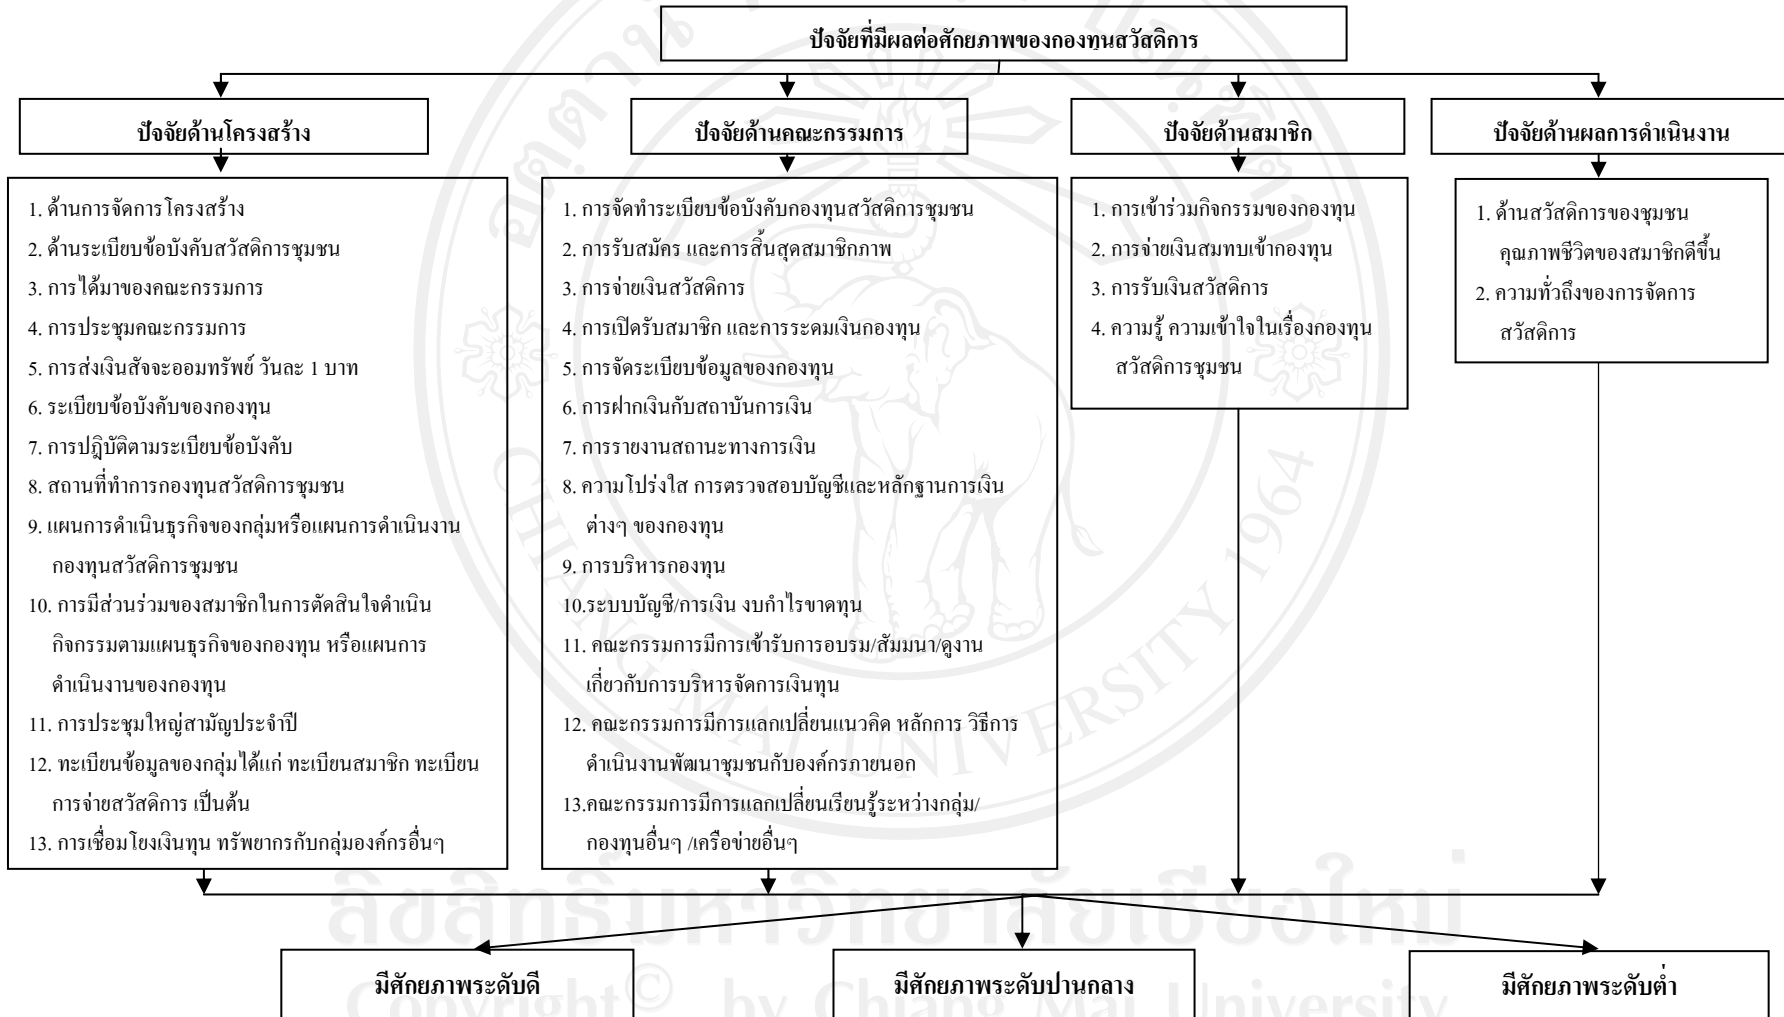 ปัจจัยที่มีผลต่อศักยภาพของกองทุนสวัสดิการ
ปัจจัยด้านโครงสร้าง
ปัจจัยด้านคณะกรรมการ
ปัจจัยด้านสมาชิก
ปัจจัยด้านผลการดำเนินงาน
1. ด้านการจัดการโครงสร้าง
2. ด้านระเบียบข้อบังคับสวัสดิการชุมชน
3. การได้มาของคณะกรรมการ
4. การประชุมคณะกรรมการ
5. การส่งเงินสัจจะออมทรัพย์ วันละ 1 บาท
6. ระเบียบข้อบังคับของกองทุน
7. การปฎิบัติตามระเบียบข้อบังคับ
8. สถานที่ทำการกองทุนสวัสดิการชุมชน
9. แผนการดำเนินธุรกิจของกลุ่มหรือแผนการดำเนินงาน
กองทุนสวัสดิการชุมชน
10. การมีส่วนร่วมของสมาชิกในการตัดสินใจดำเนิน
กิจกรรมตามแผนธุรกิจของกองทุน หรือแผนการ
ดำเนินงานของกองทุน
11. การประชุมใหญ่สามัญประจำปี
12. ทะเบียนข้อมูลของกลุ่มได้แก่ ทะเบียนสมาชิก ทะเบียน
การจ่ายสวัสดิการ เป็นต้น
13. การเชื่อมโยงเงินทุน ทรัพยากรกับกลุ่มองค์กรอื่นๆ
1. การจัดทำระเบียบข้อบังคับกองทุนสวัสดิการชุมชน
2. การรับสมัคร และการสิ้นสุดสมาชิกภาพ
3. การจ่ายเงินสวัสดิการ
4. การเปิดรับสมาชิก และการระดมเงินกองทุน
5. การจัดระเบียบข้อมูลของกองทุน
6. การฝากเงินกับสถาบันการเงิน
7. การรายงานสถานะทางการเงิน
8. ความโปร่งใส การตรวจสอบบัญชีและหลักฐานการเงิน
ต่างๆ ของกองทุน
9. การบริหารกองทุน
10.ระบบบัญชี/การเงิน งบกำไรขาดทุน
11. คณะกรรมการมีการเข้ารับการอบรม/สัมมนา/ดูงาน
เกี่ยวกับการบริหารจัดการเงินทุน
12. คณะกรรมการมีการแลกเปลี่ยนแนวคิด หลักการ วิธีการ
ดำเนินงานพัฒนาชุมชนกับองค์กรภายนอก
13.คณะกรรมการมีการแลกเปลี่ยนเรียนรู้ระหว่างกลุ่ม/
กองทุนอื่นๆ /เครือข่ายอื่นๆ
1. การเข้าร่วมกิจกรรมของกองทุน
2. การจ่ายเงินสมทบเข้ากองทุน
3. การรับเงินสวัสดิการ
4. ความรู้ ความเข้าใจในเรื่องกองทุน
สวัสดิการชุมชน
1. ด้านสวัสดิการของชุมชน
คุณภาพชีวิตของสมาชิกดีขึ้น
2. ความทั่วถึงของการจัดการ
สวัสดิการ
มีศักยภาพระดับดี
มีศักยภาพระดับปานกลาง
มีศักยภาพระดับต่ำ
CHIANG MAI UNIVERSITY 1964
ลิขสิทธิ์มหาวิทยาลัยเชียงใหม่
Copyright© by Chiang Mai University